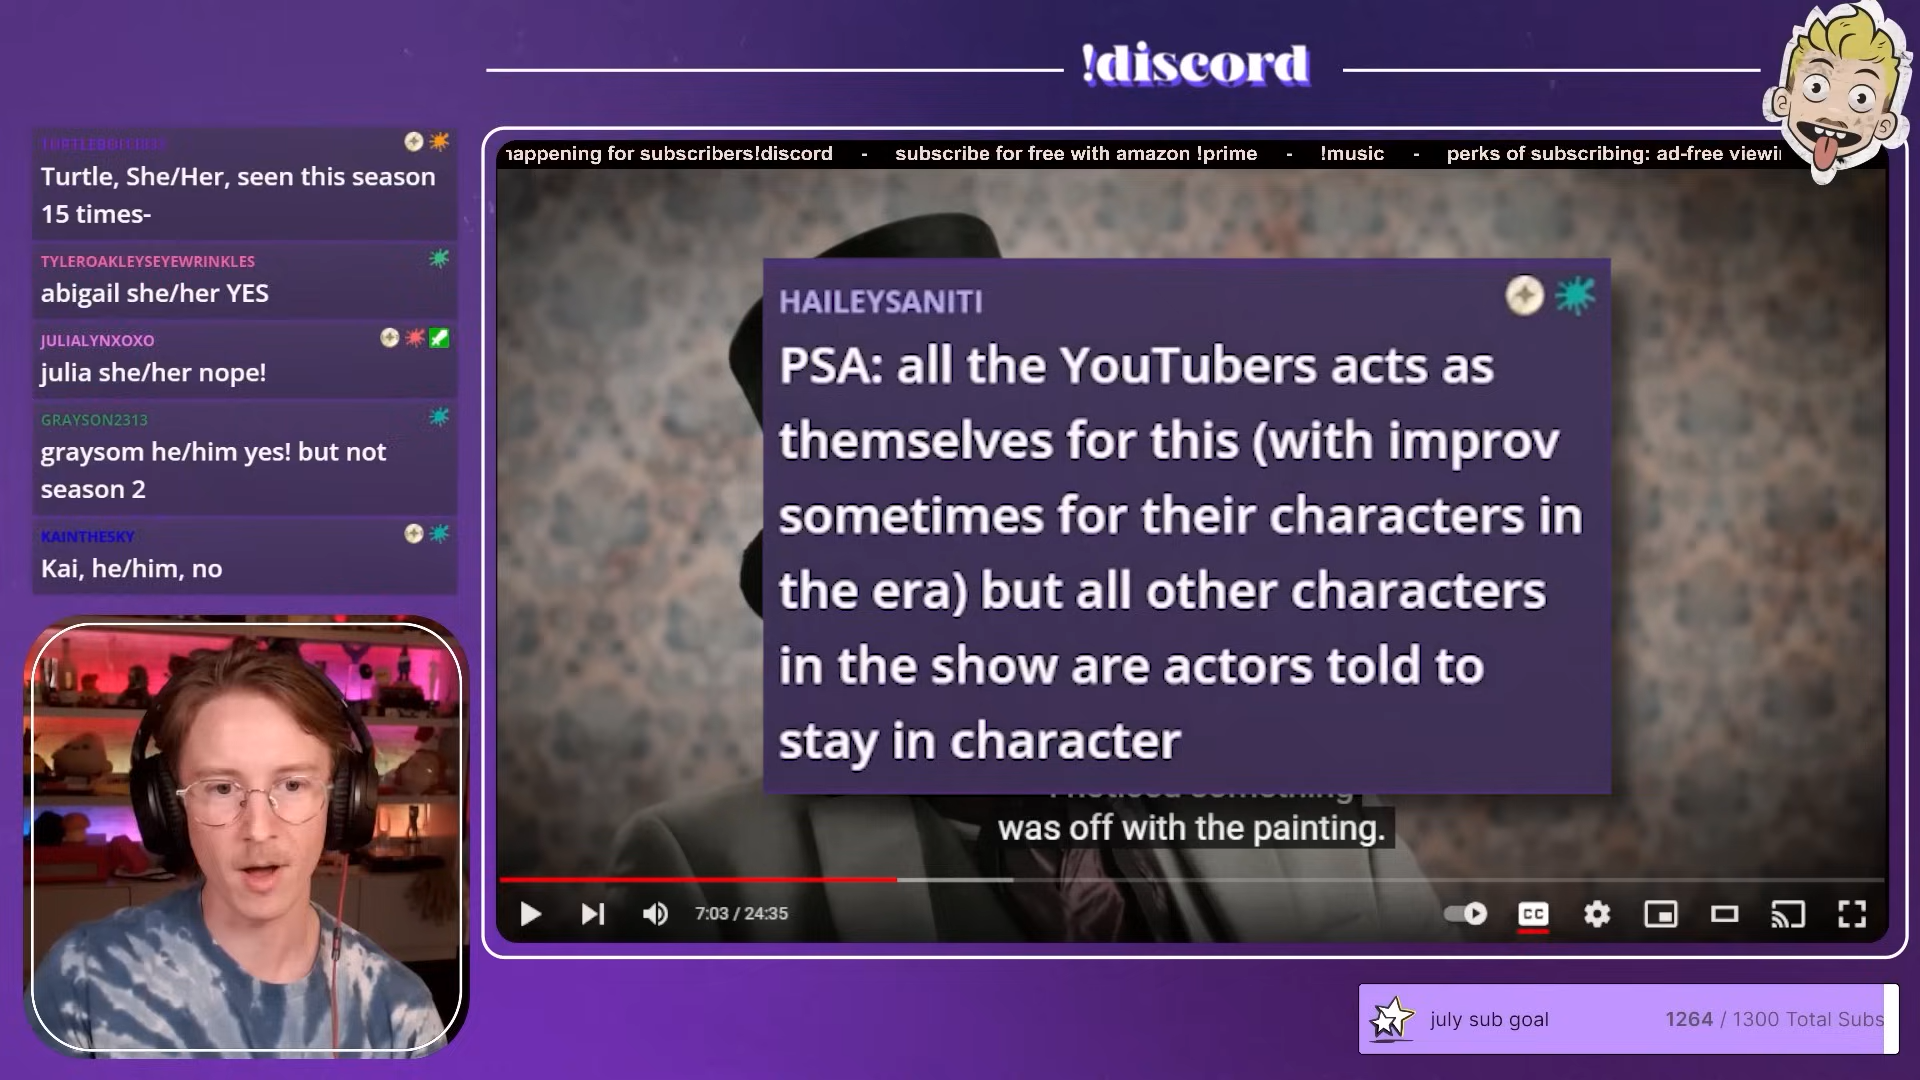 !discord
happening for subscribers!discord - subscribe for free with amazon !prime - !music - perks of subscribing: ad-free viewi
Turtle, She/Her, seen this season
15 times-
TYLEROAKLEYSEYEWRINKLES
abigail she/her YES
JULIALYNXOXO
julia she/her nope!
GRAYSON2313
graysom he/him yes! but not
season 2
KAINTHESKY
Kai, he/him, no
HAILEYSANITI
PSA: all the YouTubers acts as
themselves for this (with improv
sometimes for their characters in
the era) but all other characters
in the show are actors told to
stay in character
was off with the painting.
7:03 / 24:35
CC
july sub goal
1264 / 1300 Total Subs